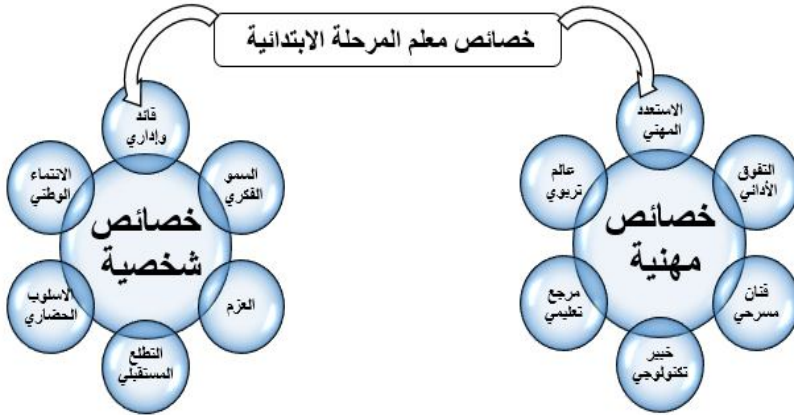 خصائص معلم المرحلة الابتدائية
الاستعدد
المهني
التفوق
الأدائي
فنان
مسرحي
خبير
تكنولوجي
مرجع
تعليمي
عالم
تربوي
خصائص
مهنية
قائد
وإداري
السمو
الفكري
العزم
التطلع
المستقبلي
الاسلوب
الحضاري
الانتماء
الوطني
خصائص
شخصية